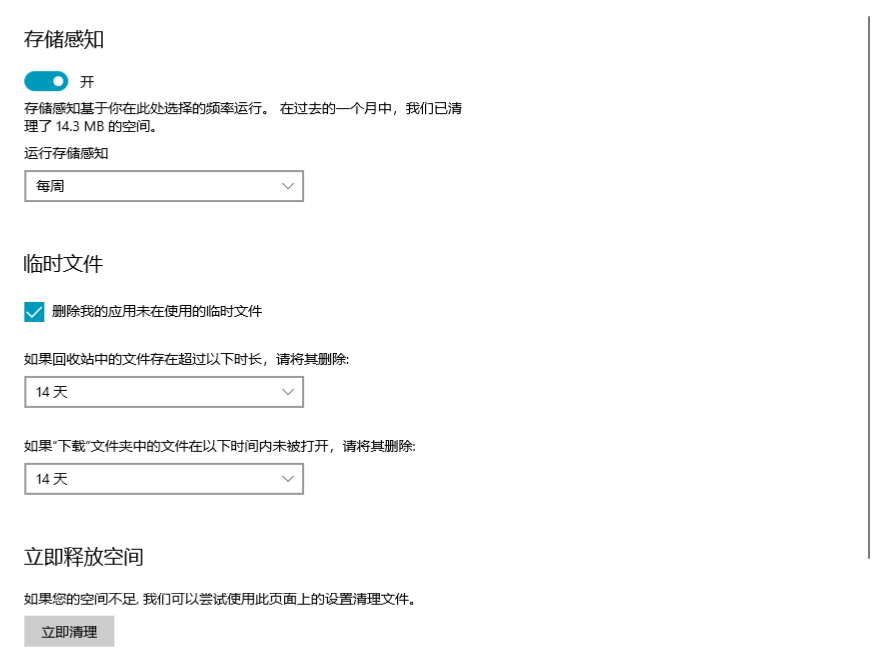 存储感知
开
存储感知基于你在此处选择的频率运行。 在过去的一个月中，我们已清
理了 14.3 MB 的空间。
运行存储感知
每周
临时文件
删除我的应用未在使用的临时文件
如果回收站中的文件存在超过以下时长，请将其删除:
14 天
如果“下载”文件夹中的文件在以下时间内未被打开，请将其删除:
14 天
立即释放空间
如果您的空间不足, 我们可以尝试使用此页面上的设置清理文件。
立即清理